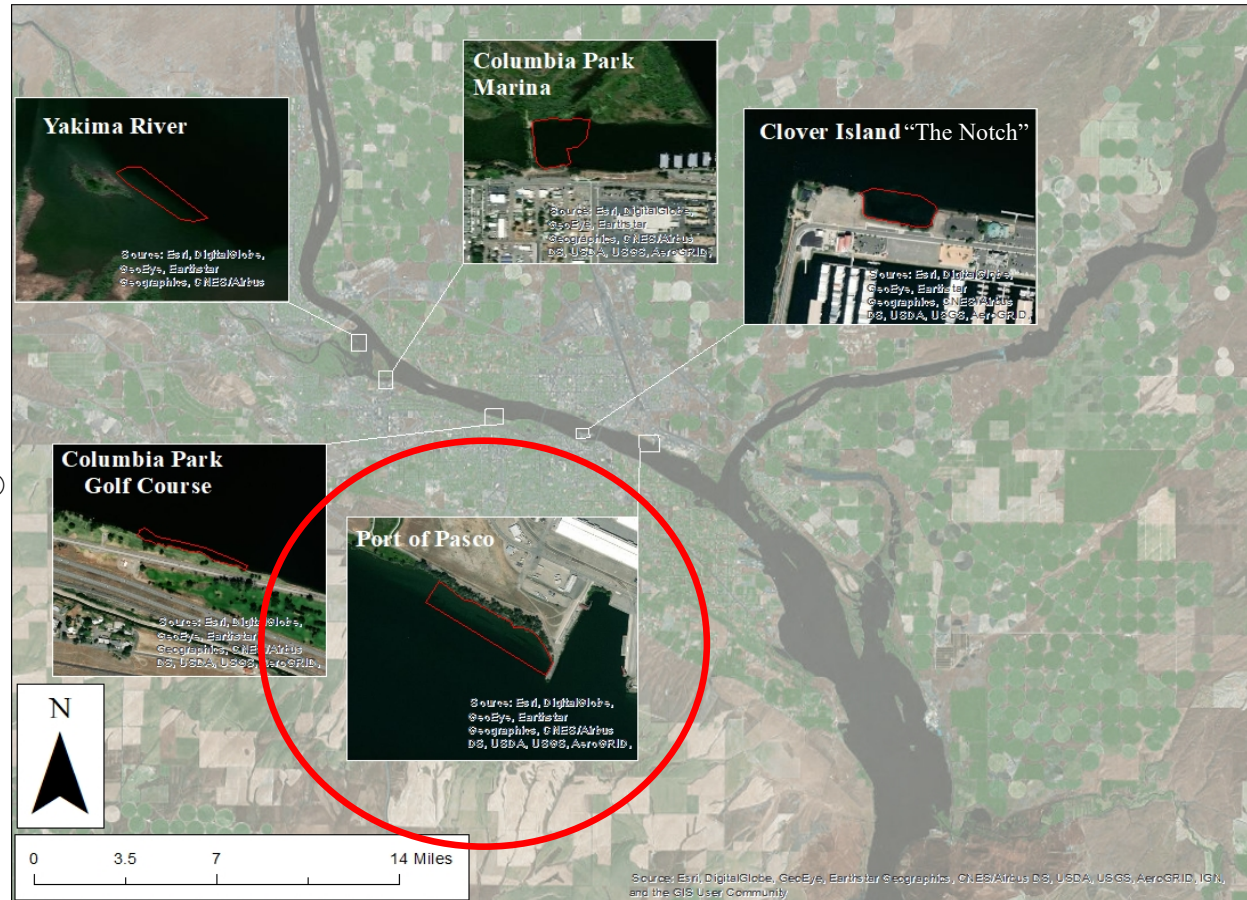 Columbia Park
Marina
Source: Esri, DigitalGlobe,
GeoEye, Earthstar
Geographics, CNES/Airbus
DS, USDA, USGS, AeroGRID,
Yakima River
Source: Esri, DigitalGlobe,
GeoEye, Earthstar
Geographics, CNES/Airbus
Clover Island “The Notch”
Source: Esri, DigitalGlobe,
GeoEye, Earthstar
Geographics, CNES/Airbus
DS, USDA, USGS, AeroGRID,
Columbia Park
Golf Course
Source: Esri, DigitalGlobe,
GeoEye, Earthstar
Geographics, CNES/Airbus
DS, USDA, USGS, AeroGRID,
Port of Pasco
Source: Esri, DigitalGlobe,
GeoEye, Earthstar
Geographics, CNES/Airbus
DS, USDA, USGS, AeroGRID,
N
0 3.5 7 14 Miles
Source: Esri, DigitalGlobe, GeoEye, Earthstar Geographics, CNES/Airbus DS, USDA, USGS, AeroGRID, IGN,
and the GIS User Community